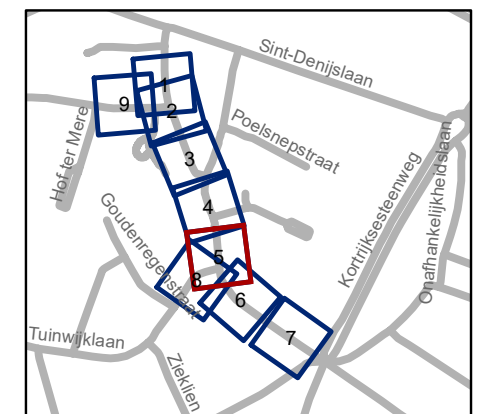 Sint-Denijslaan
1
9
2
Hof ter Mere
Poelsnepstraat
3
4
Kortrijksesteenweg
Onafhankelijkheidslaan
Goudenregenstraat
5
8
6
7
Tuinwijklaan
Zieklien